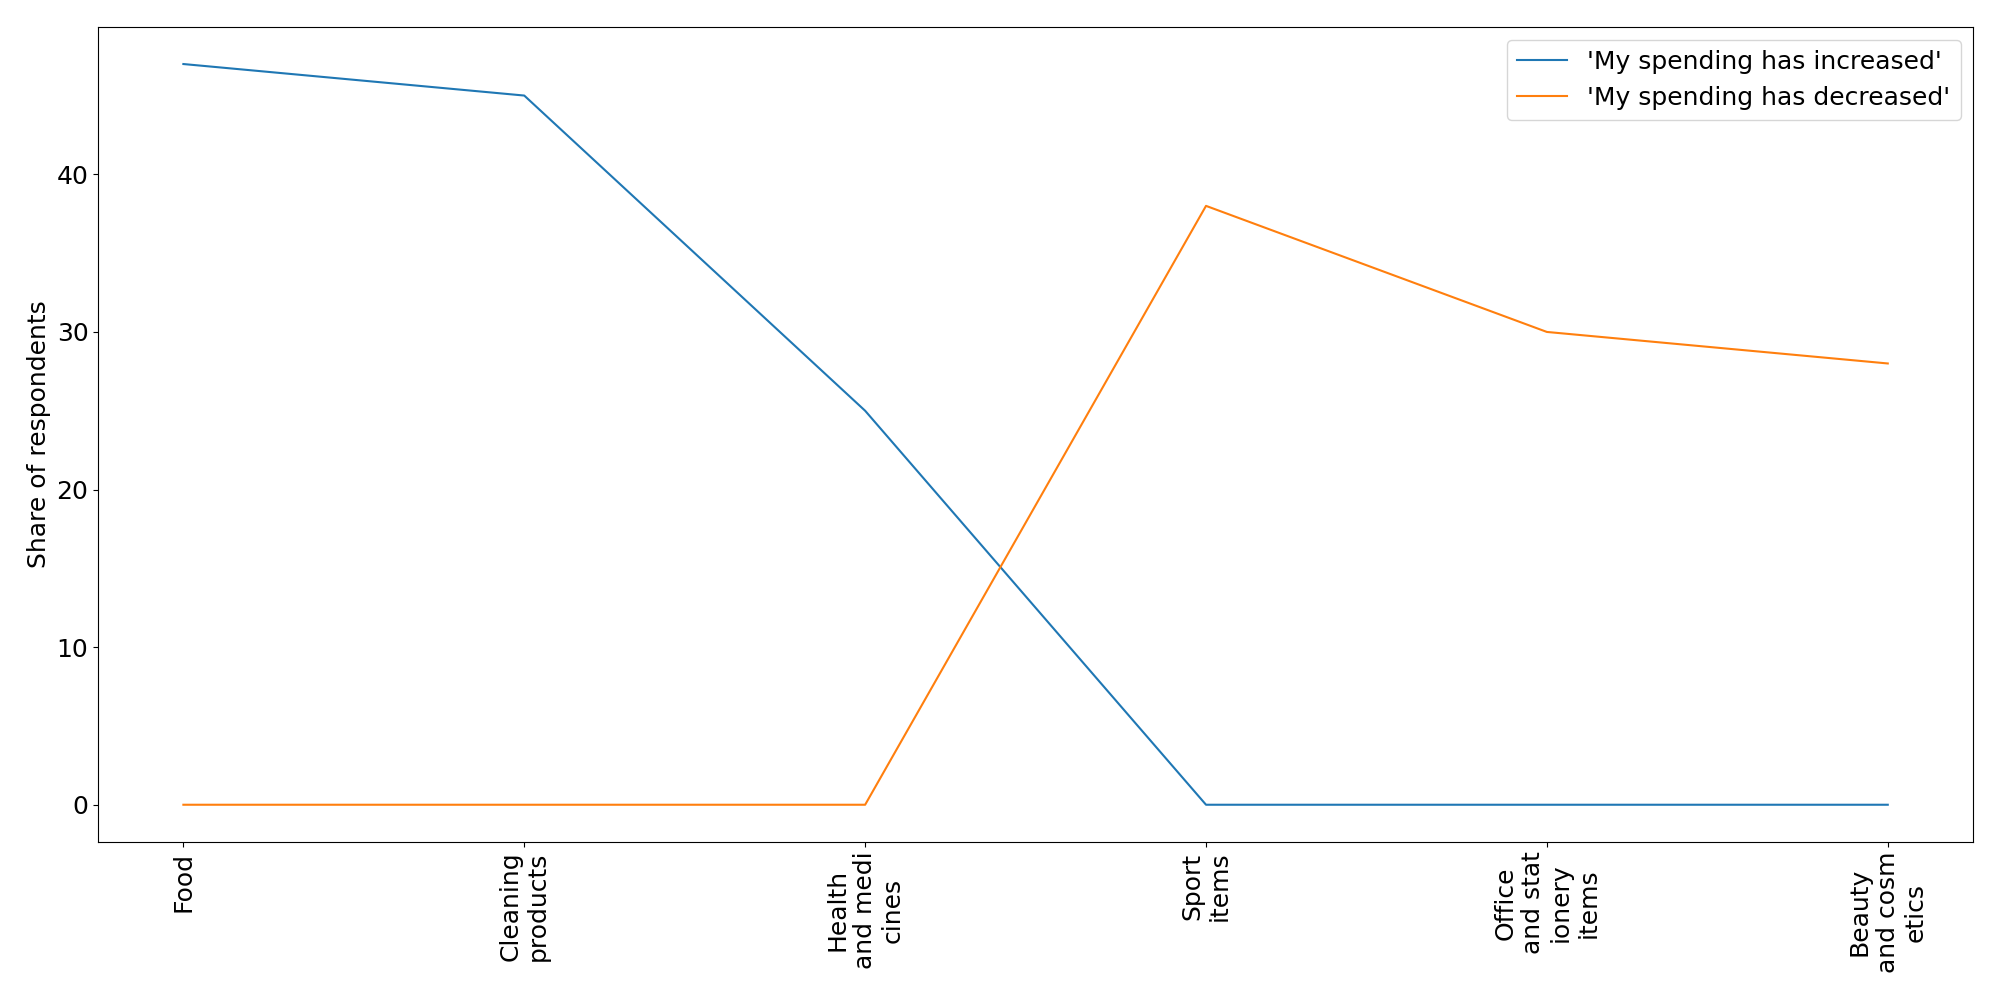 'My spending has increased'
'My spending has decreased'
Share of respondents
40
30
20
10
0
Food
Cleaning
products
Health
and medi
cines
Sport
items
Office
and stat
ionery
items
Beauty
and cosm
etics